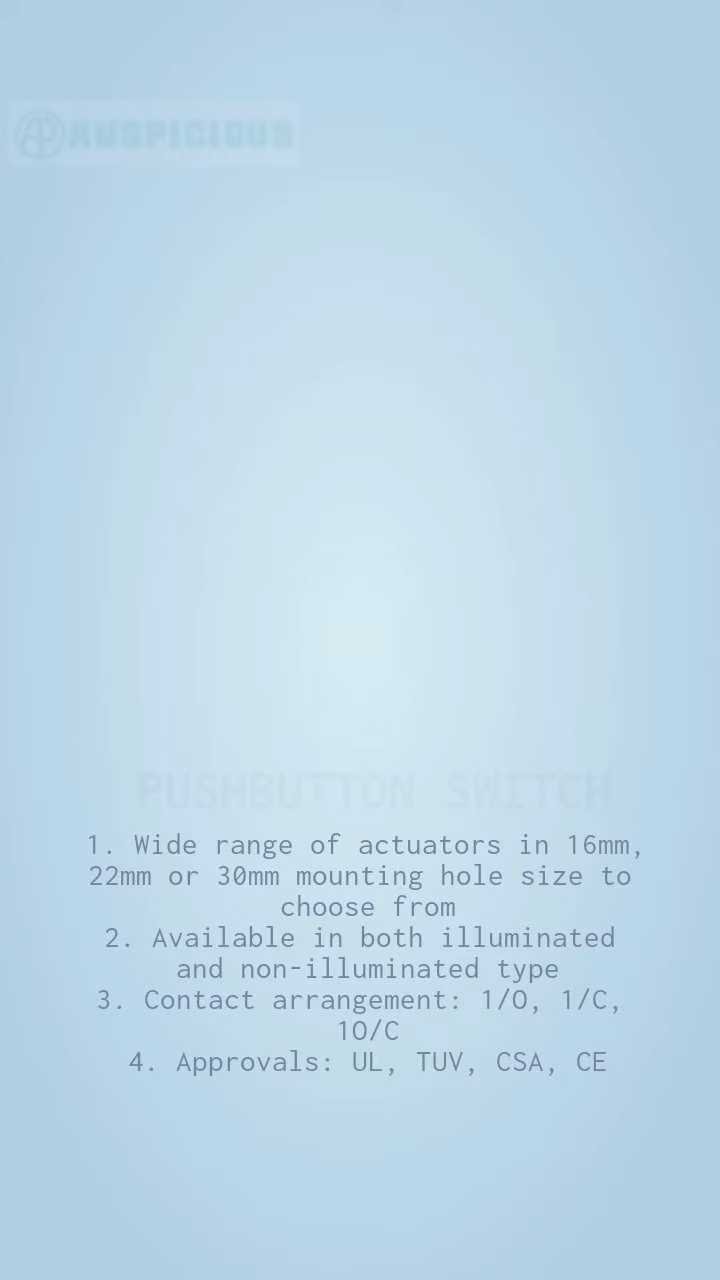 AUSPICIOUS
PUSHBUTTON SWITCH
1. Wide range of actuators in 16mm,
22mm or 30mm mounting hole size to
choose from
2. Available in both illuminated
and non-illuminated type
3. Contact arrangement: 1/O, 1/C,
1O/C
4. Approvals: UL, TUV, CSA, CE